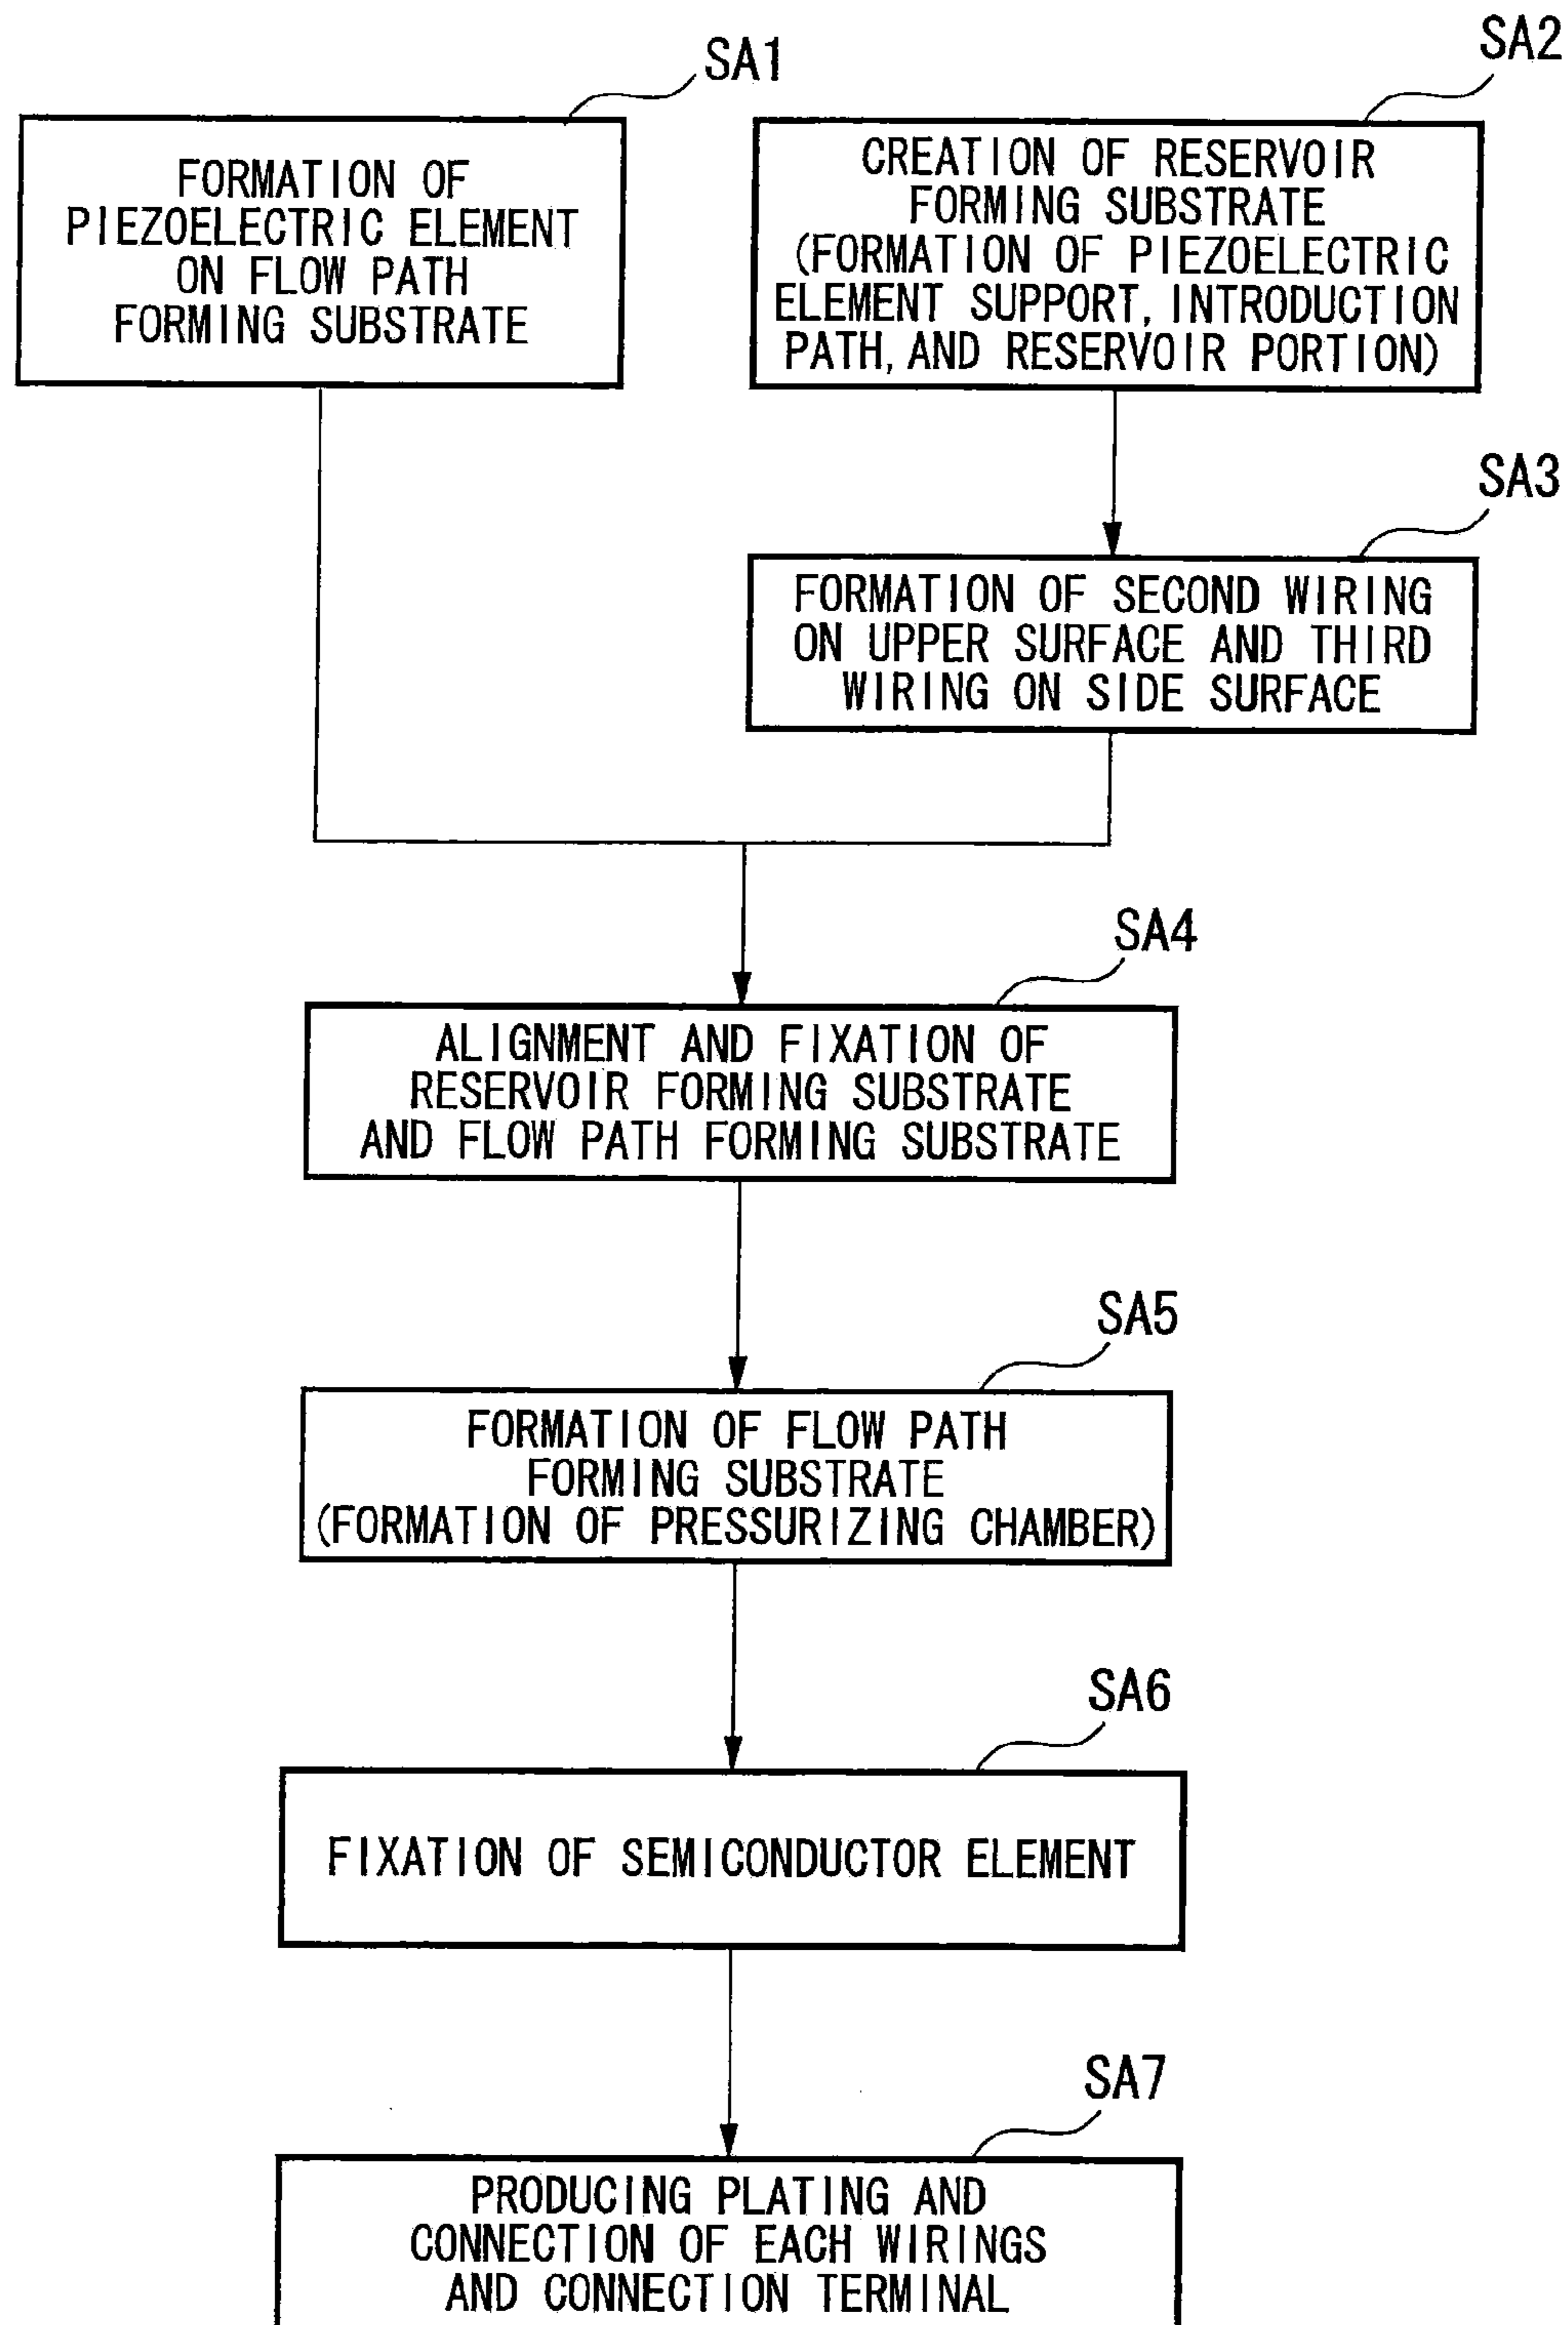 SA1
FORMATION OF
PIEZOELECTRIC ELEMENT
ON FLOW PATH
FORMING SUBSTRATE
SA2
CREATION OF RESERVOIR
FORMING SUBSTRATE
(FORMATION OF PIEZOELECTRIC
ELEMENT SUPPORT, INTRODUCTION
PATH, AND RESERVOIR PORTION)
SA3
FORMATION OF SECOND WIRING
ON UPPER SURFACE AND THIRD
WIRING ON SIDE SURFACE
SA4
ALIGNMENT AND FIXATION OF
RESERVOIR FORMING SUBSTRATE
AND FLOW PATH FORMING SUBSTRATE
SA5
FORMATION OF FLOW PATH
FORMING SUBSTRATE
(FORMATION OF PRESSURIZING CHAMBER)
SA6
FIXATION OF SEMICONDUCTOR ELEMENT
SA7
PRODUCING PLATING AND
CONNECTION OF EACH WIRINGS
AND CONNECTION TERMINAL